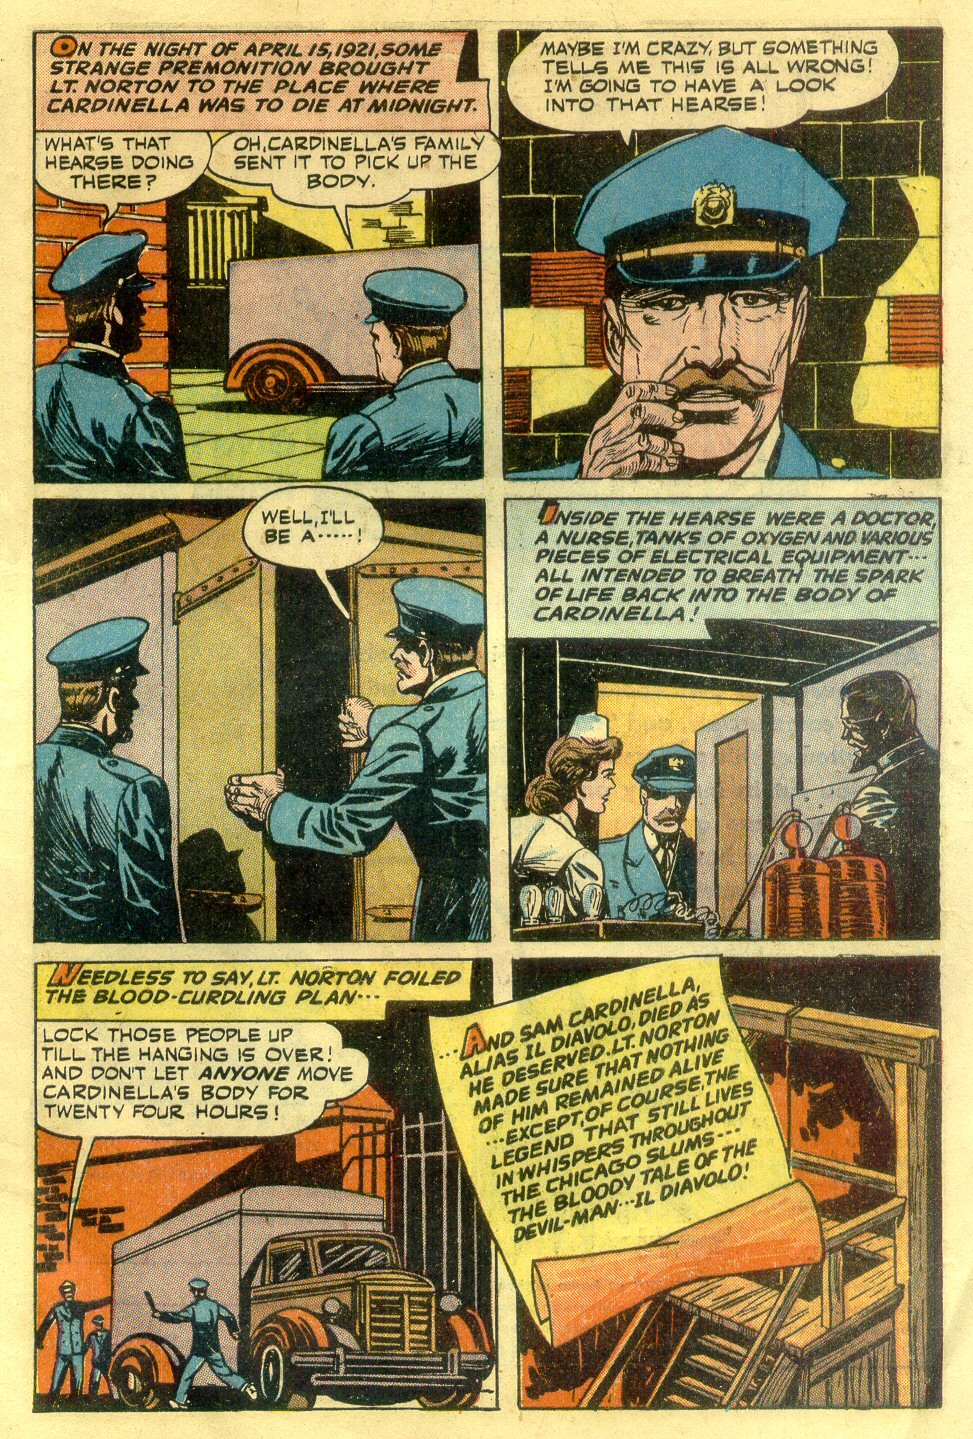 ON THE NIGHT OF APRIL 15, 1921, SOME
STRANGE PREMONITION BROUGHT
LT. NORTON TO THE PLACE WHERE
CARDINELLA WAS TO DIE AT MIDNIGHT.
WHAT'S THAT
HEARSE DOING
THERE?
OH, CARDINELLA'S FAMILY
SENT IT TO PICK UP THE
BODY.
MAYBE I'M CRAZY, BUT SOMETHING
TELLS ME THIS IS ALL WRONG!
I'M GOING TO HAVE A LOOK
INTO THAT HEARSE!
WELL, I'LL
BE A-----!
INSIDE THE HEARSE WERE A DOCTOR,
A NURSE, TANKS OF OXYGEN AND VARIOUS
PIECES OF ELECTRICAL EQUIPMENT---
ALL INTENDED TO BREATH THE SPARK
OF LIFE BACK INTO THE BODY OF
CARDINELLA!
NEEDLESS TO SAY, LT. NORTON FOILED
THE BLOOD-CURDLING PLAN---
LOCK THOSE PEOPLE UP
TILL THE HANGING IS OVER!
AND DON'T LET ANYONE MOVE
CARDINELLA'S BODY FOR
TWENTY FOUR HOURS!
...AND SAM CARDINELLA,
ALIAS IL DIAVOLO, DIED AS
HE DESERVED. LT. NORTON
MADE SURE THAT NOTHING
OF HIM REMAINED ALIVE
...EXCEPT, OF COURSE, THE
LEGEND THAT STILL LIVES
IN WHISPERS THROUGHOUT
THE CHICAGO SLUMS---
THE BLOODY TALE OF THE
DEVIL-MAN---IL DIAVOLO!